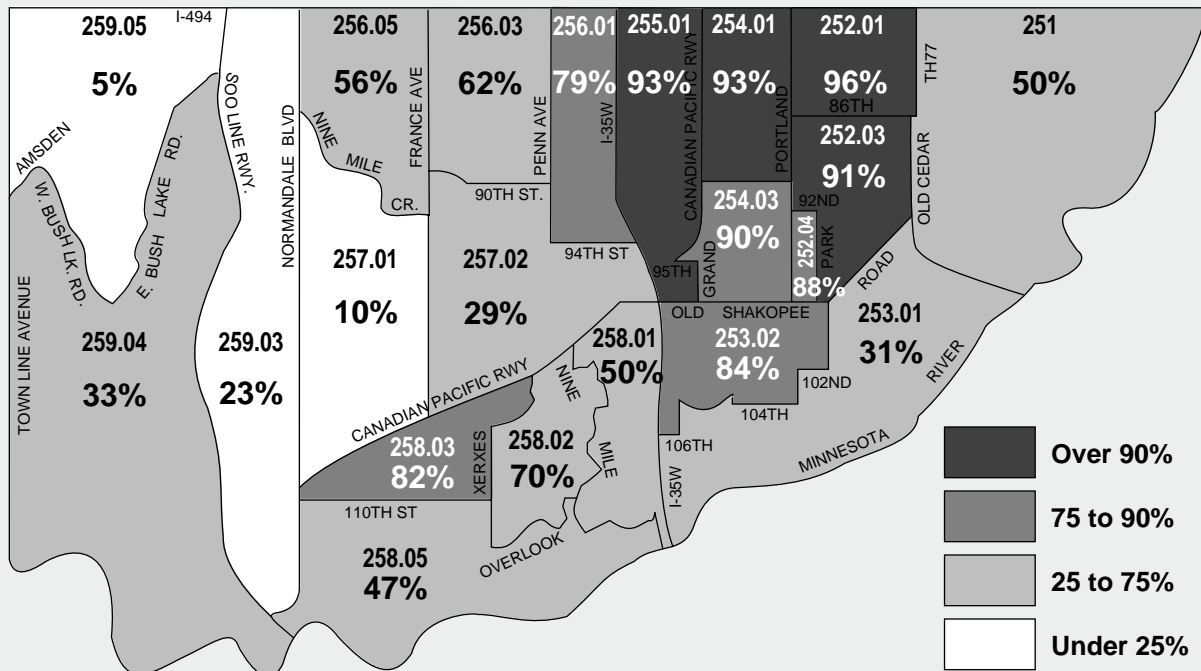 259.05
5%
I-494
256.05
56%
256.03
62%
256.01
79%
255.01
93%
254.01
93%
252.01
96%
251
50%
AMSDEN
W. BUSH LK. RD.
E. BUSH LAKE RD.
SOO LINE RWY.
NORMANDALE BLVD
NINE
MILE
CR.
FRANCE AVE
PENN AVE
I-35W
CANADIAN PACIFIC RWY
PORTLAND
86TH
TH77
90TH ST.
94TH ST
95TH
GRAND
254.03
90%
252.03
91%
92ND
252.04
88%
PARK
OLD CEDAR
ROAD
OLD SHAKOPEE
257.01
10%
257.02
29%
TOWN LINE AVENUE
259.04
33%
259.03
23%
258.01
50%
253.02
84%
253.01
31%
102ND
104TH
106TH
RIVER
MINNESOTA
CANADIAN PACIFIC RWY
258.03
82%
XERXES
258.02
70%
NINE
MILE
I-35W
110TH ST
OVERLOOK
258.05
47%
Over 90%
75 to 90%
25 to 75%
Under 25%